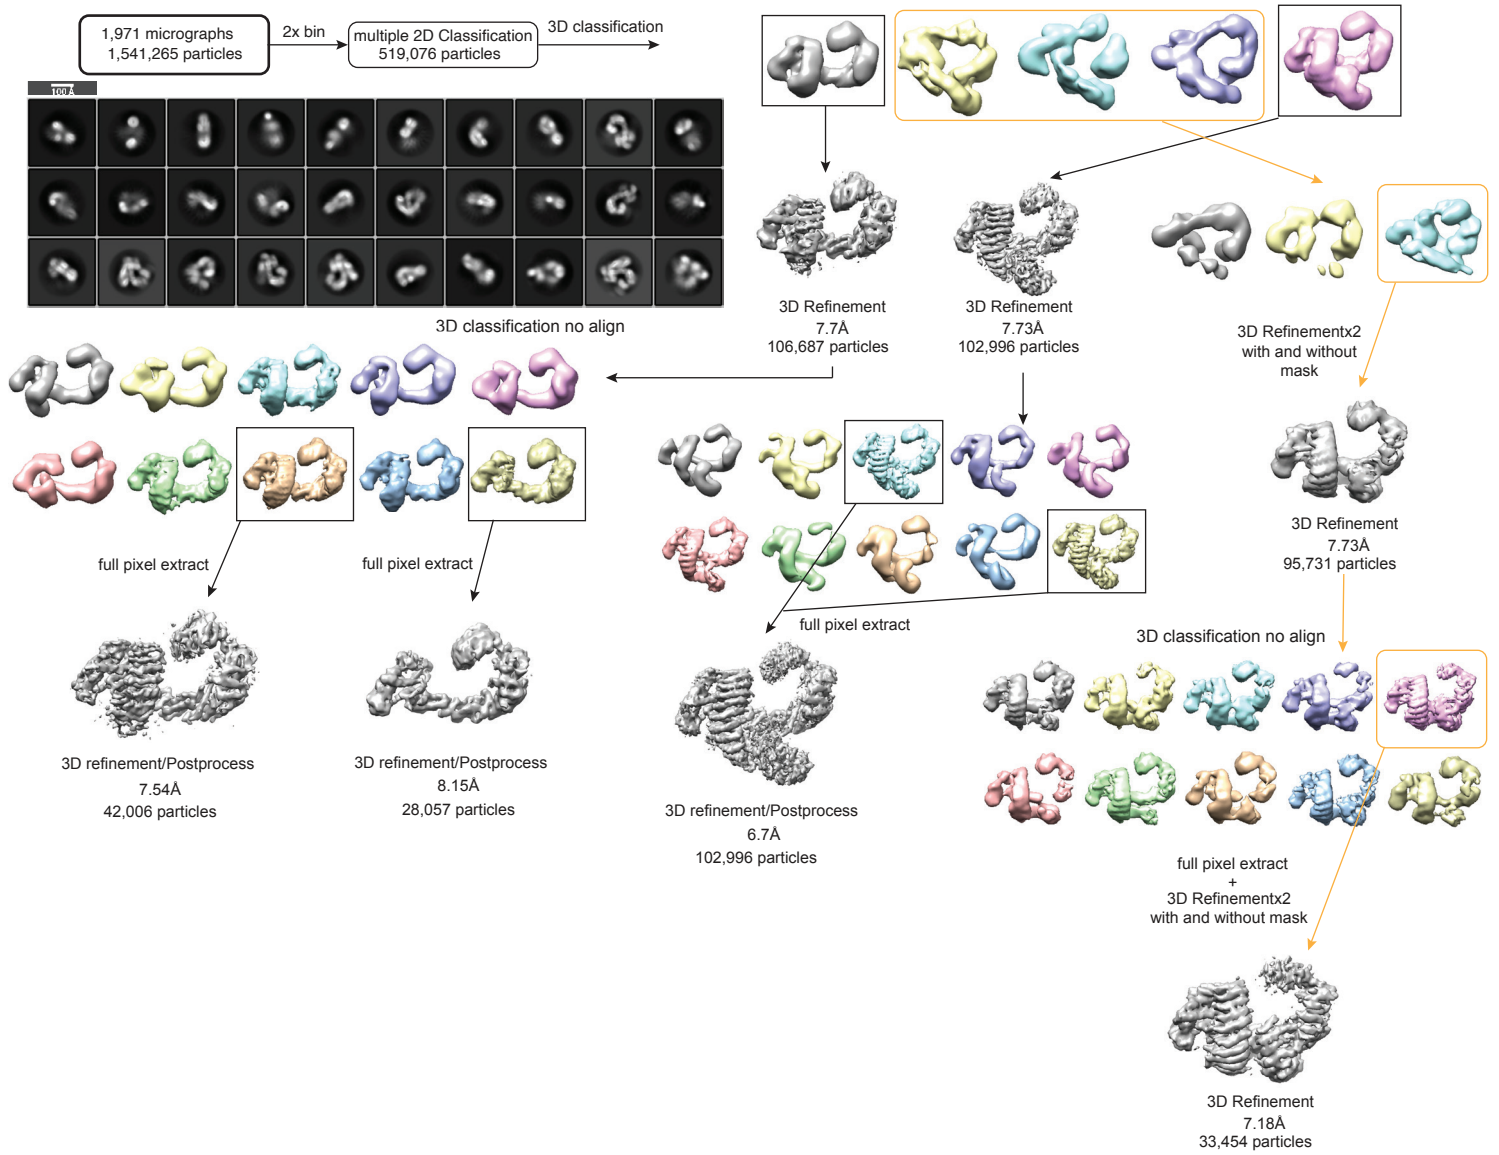 1,971 micrographs
1,541,265 particles
2x bin
multiple 2D Classification
519,076 particles
3D classification
100 Å
3D Refinement
7.7Å
106,687 particles
3D Refinement
7.73Å
102,996 particles
3D Refinementx2
with and without
mask
3D classification no align
full pixel extract
full pixel extract
3D refinement/Postprocess
7.54Å
42,006 particles
3D refinement/Postprocess
8.15Å
28,057 particles
full pixel extract
3D refinement/Postprocess
6.7Å
102,996 particles
3D Refinement
7.73Å
95,731 particles
3D classification no align
full pixel extract
+
3D Refinementx2
with and without mask
3D Refinement
7.18Å
33,454 particles